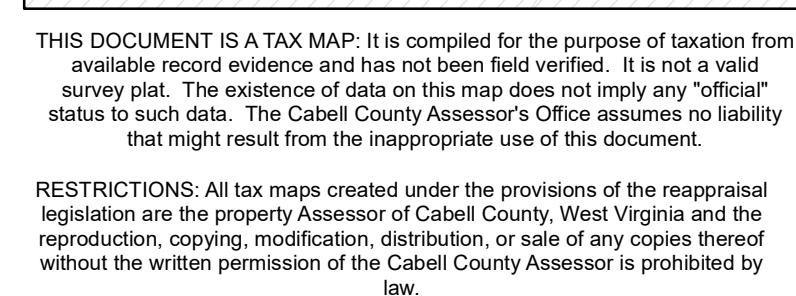 THIS DOCUMENT IS A TAX MAP: It is compiled for the purpose of taxation from
available record evidence and has not been field verified.  It is not a valid
survey plat.  The existence of data on this map does not imply any "official"
status to such data.  The Cabell County Assessor's Office assumes no liability
that might result from the inappropriate use of this document.
RESTRICTIONS: All tax maps created under the provisions of the reappraisal
legislation are the property Assessor of Cabell County, West Virginia and the
reproduction, copying, modification, distribution, or sale of any copies thereof
without the written permission of the Cabell County Assessor is prohibited by
law.